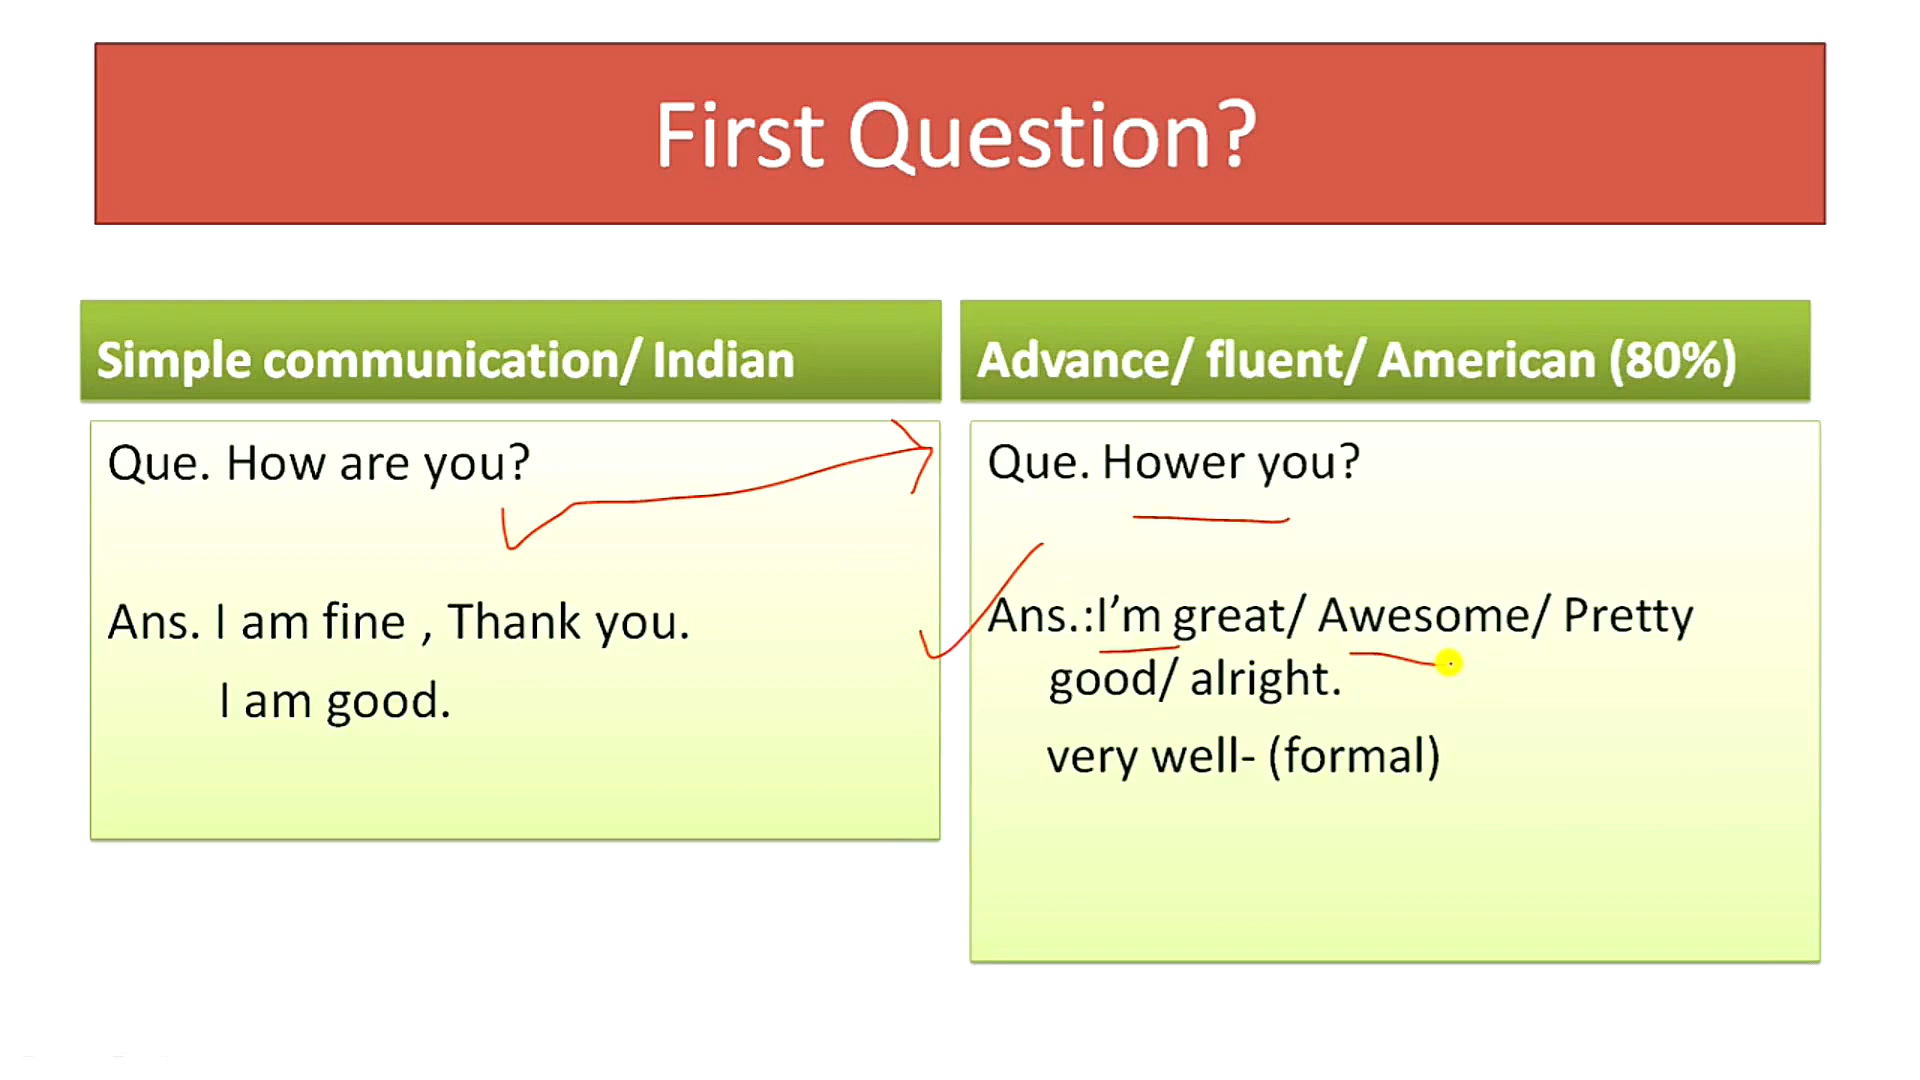 First Question?
Simple communication/ Indian
Que. How are you?
Ans. I am fine , Thank you.
I am good.
Advance/ fluent/ American (80%)
Que. Hower you?
Ans.:I’m great/ Awesome/ Pretty
good/ alright.
very well- (formal)